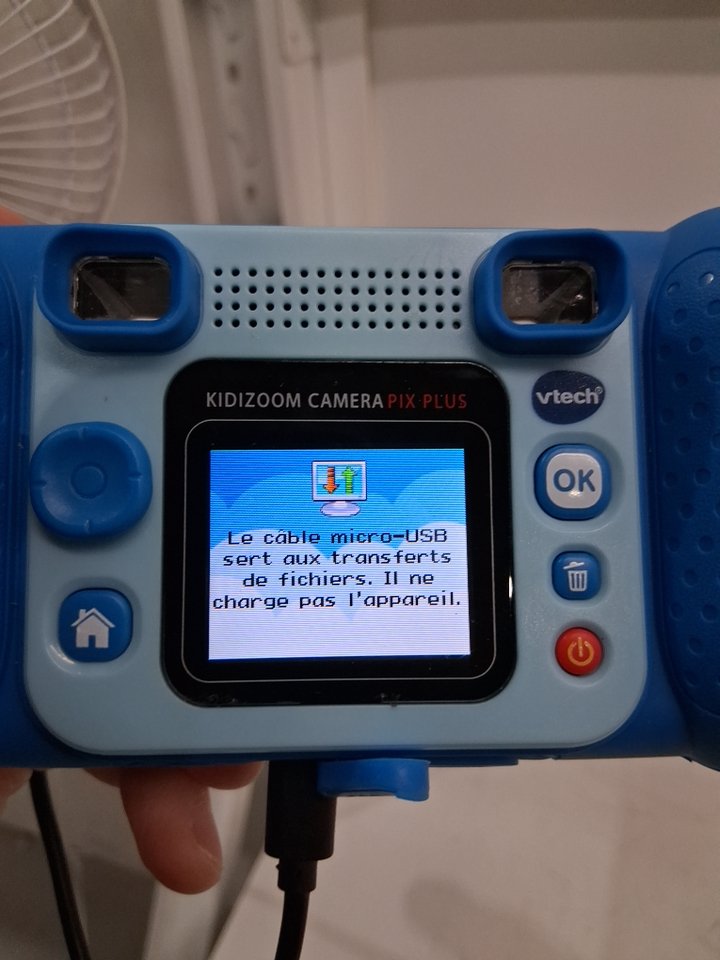 KIDIZOOM CAMERA PIX PLUS
vtech®
OK
Le câble micro-USB
sert aux transferts
de fichiers. Il ne
charge pas l'appareil.